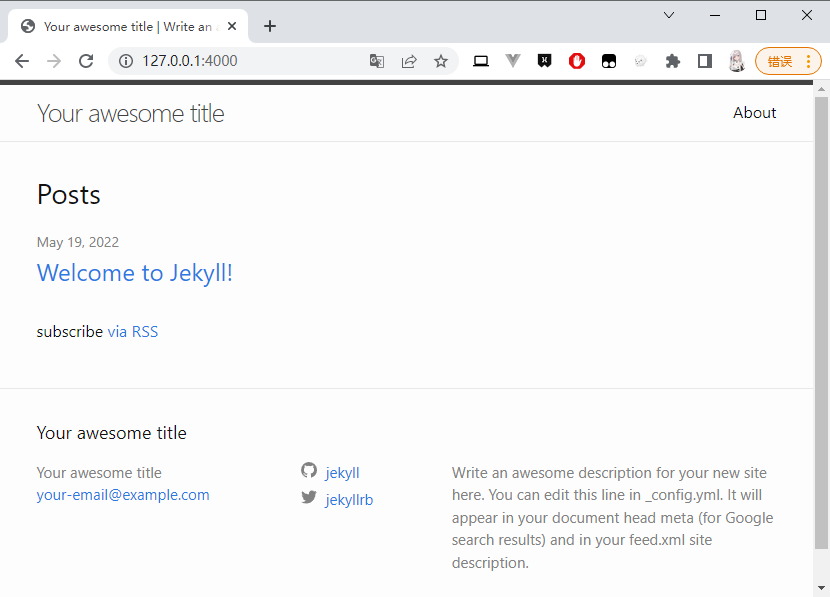 Your awesome title | Write an
127.0.0.1:4000
错误
Your awesome title
About
Posts
May 19, 2022
Welcome to Jekyll!
subscribe via RSS
Your awesome title
Your awesome title
your-email@example.com
jekyll
jekyllrb
Write an awesome description for your new site
here. You can edit this line in _config.yml. It will
appear in your document head meta (for Google
search results) and in your feed.xml site
description.